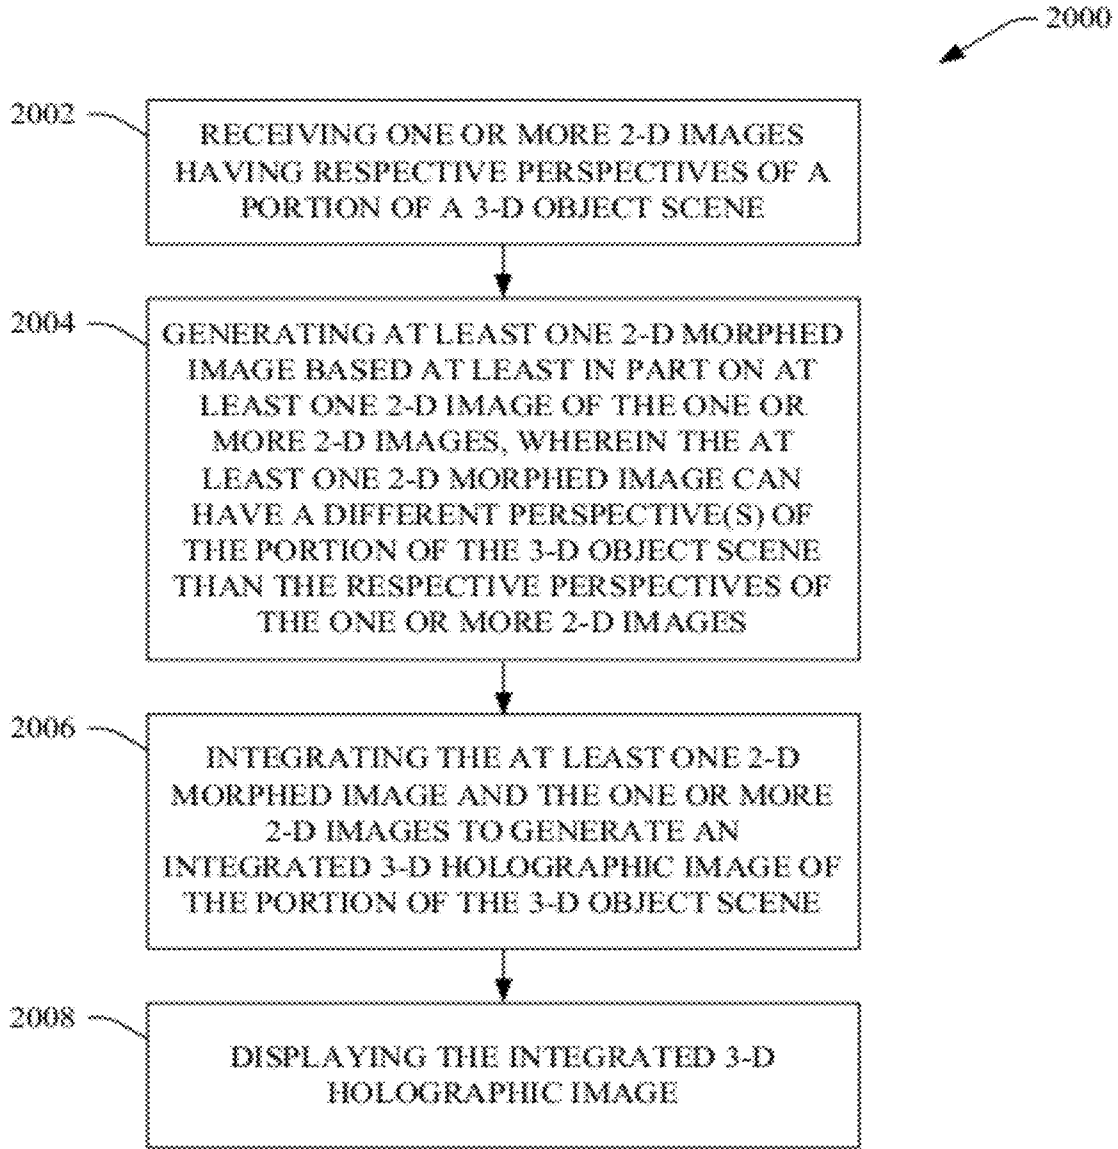 2000
2002
RECEIVING ONE OR MORE 2-D IMAGES
HAVING RESPECTIVE PERSPECTIVES OF A
PORTION OF A 3-D OBJECT SCENE
2004
GENERATING AT LEAST ONE 2-D MORPHED
IMAGE BASED AT LEAST IN PART ON AT
LEAST ONE 2-D IMAGE OF THE ONE OR
MORE 2-D IMAGES, WHEREIN THE AT
LEAST ONE 2-D MORPHED IMAGE CAN
HAVE A DIFFERENT PERSPECTIVE(S) OF
THE PORTION OF THE 3-D OBJECT SCENE
THAN THE RESPECTIVE PERSPECTIVES OF
THE ONE OR MORE 2-D IMAGES
2006
INTEGRATING THE AT LEAST ONE 2-D
MORPHED IMAGE AND THE ONE OR MORE
2-D IMAGES TO GENERATE AN
INTEGRATED 3-D HOLOGRAPHIC IMAGE OF
THE PORTION OF THE 3-D OBJECT SCENE
2008
DISPLAYING THE INTEGRATED 3-D
HOLOGRAPHIC IMAGE